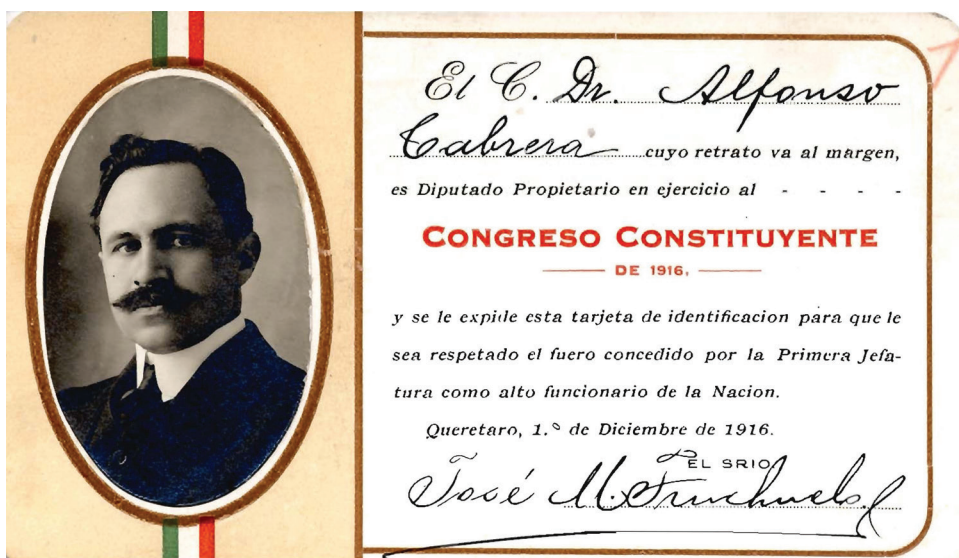 El C. Dr. Alfonso
Cabrera cuyo retrato va al margen,
es Diputado Propietario en ejercicio al - - - -
CONGRESO CONSTITUYENTE
DE 1916,
y se le expide esta tarjeta de identificacion para que le
sea respetado el fuero concedido por la Primera Jefa-
tura como alto funcionario de la Nacion.
Queretaro, 1.º de Diciembre de 1916.
EL SRIO
José M. Truchuelo